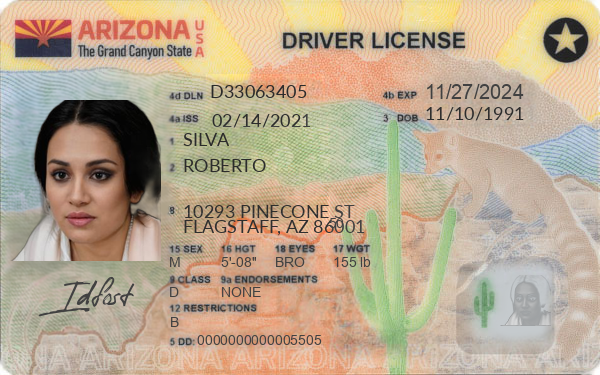 ARIZONA USA
The Grand Canyon State
DRIVER LICENSE
4d DLN D33063405 4b EXP 11/27/2024
4a ISS 02/14/2021 3 DOB 11/10/1991
1 SILVA
2 ROBERTO
8 10293 PINECONE ST
FLAGSTAFF, AZ 86001
15 SEX 16 HGT 18 EYES 17 WGT
M 5'-08" BRO 155 lb
9 CLASS 9a ENDORSEMENTS
D NONE
12 RESTRICTIONS
B
5 DD: 0000000000005505
ARIZONA ARIZONA ARIZONA ARIZONA